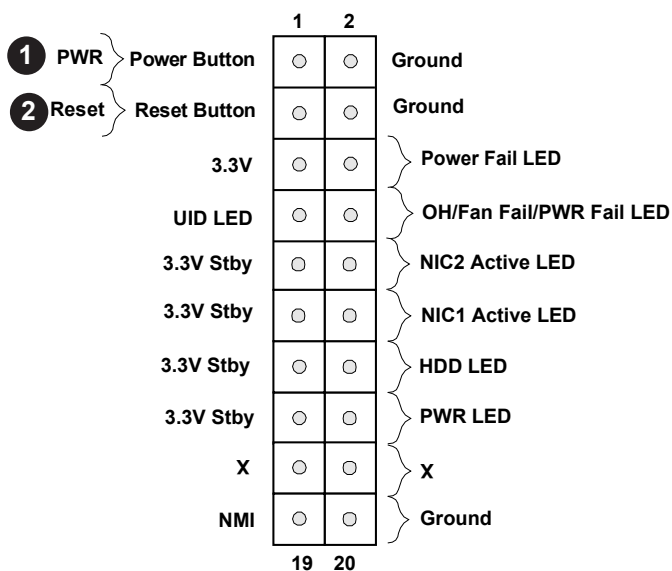 1 2
1 PWR Power Button Ground
2 Reset Reset Button Ground
3.3V Power Fail LED
UID LED OH/Fan Fail/PWR Fail LED
3.3V Stby NIC2 Active LED
3.3V Stby NIC1 Active LED
3.3V Stby HDD LED
3.3V Stby PWR LED
X X
NMI Ground
19 20